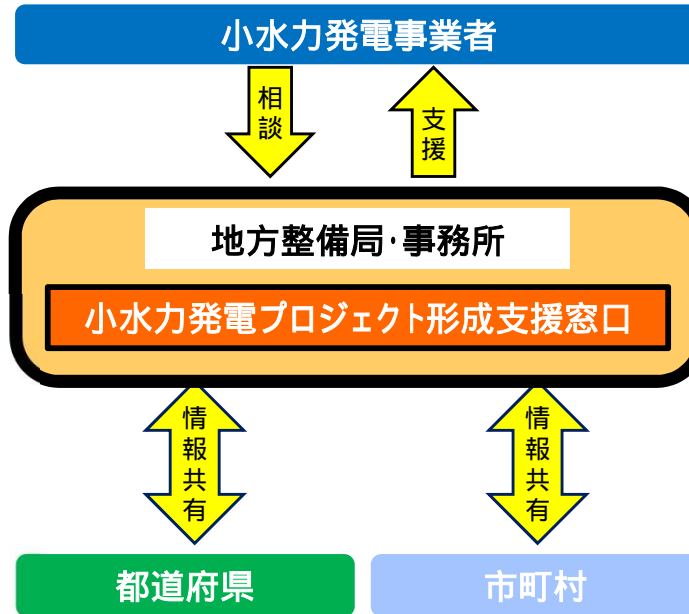 小水力発電事業者
相談
支援
地方整備局・事務所
小水力発電プロジェクト形成支援窓口
情報共有
情報共有
都道府県
市町村